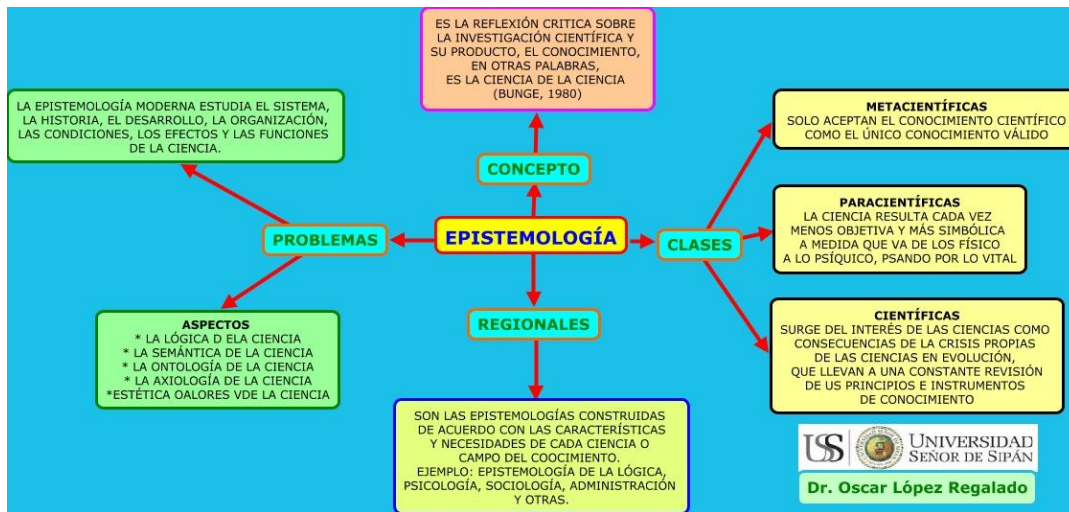 ES LA REFLEXIÓN CRITICA SOBRE
LA INVESTIGACIÓN CIENTÍFICA Y
SU PRODUCTO, EL CONOCIMIENTO,
EN OTRAS PALABRAS,
ES LA CIENCIA DE LA CIENCIA
(BUNGE, 1980)
CONCEPTO
EPISTEMOLOGÍA
PROBLEMAS
LA EPISTEMOLOGÍA MODERNA ESTUDIA EL SISTEMA,
LA HISTORIA, EL DESARROLLO, LA ORGANIZACIÓN,
LAS CONDICIONES, LOS EFECTOS Y LAS FUNCIONES
DE LA CIENCIA.
ASPECTOS
* LA LÓGICA D ELA CIENCIA
* LA SEMÁNTICA DE LA CIENCIA
* LA ONTOLOGÍA DE LA CIENCIA
* LA AXIOLOGÍA DE LA CIENCIA
*ESTÉTICA OALORES VDE LA CIENCIA
REGIONALES
SON LAS EPISTEMOLOGÍAS CONSTRUIDAS
DE ACUERDO CON LAS CARACTERÍSTICAS
Y NECESIDADES DE CADA CIENCIA O
CAMPO DEL COOCIMIENTO.
EJEMPLO: EPISTEMOLOGÍA DE LA LÓGICA,
PSICOLOGÍA, SOCIOLOGÍA, ADMINISTRACIÓN
Y OTRAS.
CLASES
METACIENTÍFICAS
SOLO ACEPTAN EL CONOCIMIENTO CIENTÍFICO
COMO EL ÚNICO CONOCIMIENTO VÁLIDO
PARACIENTÍFICAS
LA CIENCIA RESULTA CADA VEZ
MENOS OBJETIVA Y MÁS SIMBÓLICA
A MEDIDA QUE VA DE LOS FÍSICO
A LO PSÍQUICO, PSANDO POR LO VITAL
CIENTÍFICAS
SURGE DEL INTERÉS DE LAS CIENCIAS COMO
CONSECUENCIAS DE LA CRISIS PROPIAS
DE LAS CIENCIAS EN EVOLUCIÓN,
QUE LLEVAN A UNA CONSTANTE REVISIÓN
DE US PRINCIPIOS E INSTRUMENTOS
DE CONOCIMIENTO
USS
UNIVERSIDAD
SEÑOR DE SIPÁN
Dr. Oscar López Regalado